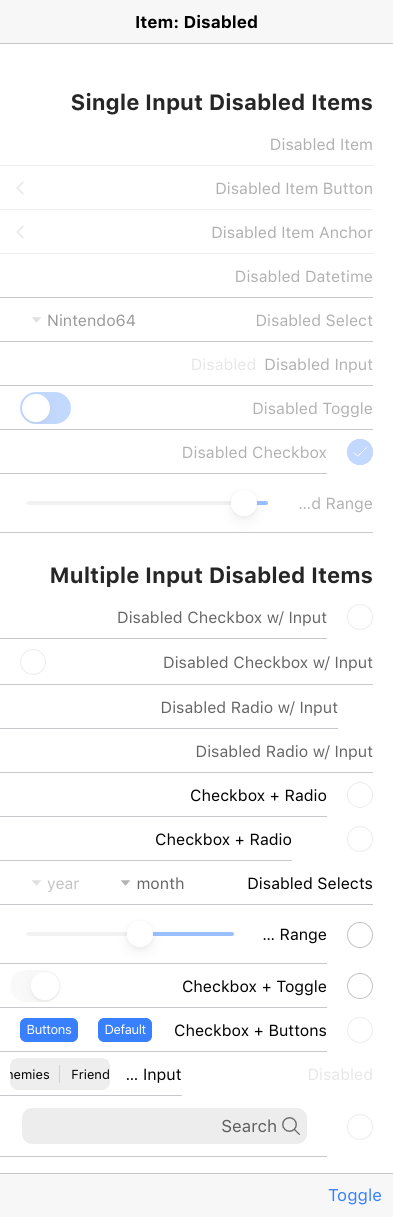 Item: Disabled
Single Input Disabled Items
Disabled Item
Disabled Item Button
Disabled Item Anchor
Disabled Datetime
Disabled Select Nintendo64
Disabled Input Disabled
Disabled Toggle
Disabled Checkbox
...d Range
Multiple Input Disabled Items
Disabled Checkbox w/ Input
Disabled Checkbox w/ Input
Disabled Radio w/ Input
Disabled Radio w/ Input
Checkbox + Radio
Checkbox + Radio
Disabled Selects month year
... Range
Checkbox + Toggle
Checkbox + Buttons Default Buttons
Disabled ... Input Friend nemies
Search
Toggle